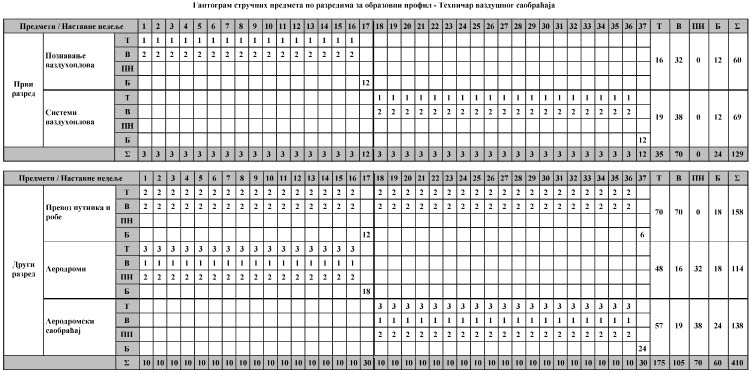 Гантограм стручних предмета по разредима за образовни профил - Техничар ваздушног саобраћаја
Предмети / Наставне недеље 1 2 3 4 5 6 7 8 9 10 11 12 13 14 15 16 17 18 19 20 21 22 23 24 25 26 27 28 29 30 31 32 33 34 35 36 37 Т В ПН Б Σ
Први разред
Познавање ваздухоплова 16 32 0 12 60
Т 1 1 1 1 1 1 1 1 1 1 1 1 1 1 1 1
В 2 2 2 2 2 2 2 2 2 2 2 2 2 2 2 2
ПН
Б 12
Системи ваздухоплова 19 38 0 12 69
Т 1 1 1 1 1 1 1 1 1 1 1 1 1 1 1 1 1 1 1
В 2 2 2 2 2 2 2 2 2 2 2 2 2 2 2 2 2 2 2
ПН
Б 12
Σ 3 3 3 3 3 3 3 3 3 3 3 3 3 3 3 3 12 3 3 3 3 3 3 3 3 3 3 3 3 3 3 3 3 3 3 3 12 35 70 0 24 129
Предмети / Наставне недеље 1 2 3 4 5 6 7 8 9 10 11 12 13 14 15 16 17 18 19 20 21 22 23 24 25 26 27 28 29 30 31 32 33 34 35 36 37 Т В ПН Б Σ
Други разред
Превоз путника и робе 70 70 0 18 158
Т 2 2 2 2 2 2 2 2 2 2 2 2 2 2 2 2 2 2 2 2 2 2 2 2 2 2 2 2 2 2 2 2 2 2 2
В 2 2 2 2 2 2 2 2 2 2 2 2 2 2 2 2 2 2 2 2 2 2 2 2 2 2 2 2 2 2 2 2 2 2 2
ПН
Б 12 6
Аеродроми 48 16 32 18 114
Т 3 3 3 3 3 3 3 3 3 3 3 3 3 3 3 3
В 1 1 1 1 1 1 1 1 1 1 1 1 1 1 1 1
ПН 2 2 2 2 2 2 2 2 2 2 2 2 2 2 2 2
Б 18
Аеродромски саобраћај 57 19 38 24 138
Т 3 3 3 3 3 3 3 3 3 3 3 3 3 3 3 3 3 3 3
В 1 1 1 1 1 1 1 1 1 1 1 1 1 1 1 1 1 1 1
ПН 2 2 2 2 2 2 2 2 2 2 2 2 2 2 2 2 2 2 2
Б 24
Σ 10 10 10 10 10 10 10 10 10 10 10 10 10 10 10 10 30 10 10 10 10 10 10 10 10 10 10 10 10 10 10 10 10 10 10 10 30 175 105 70 60 410